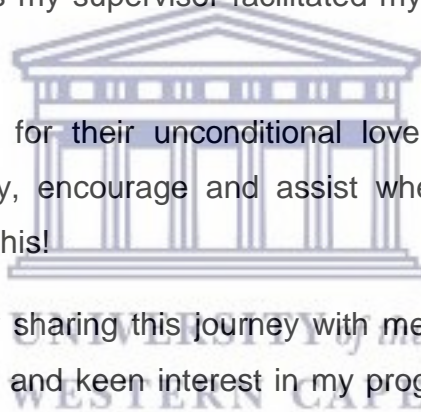 s my supervisor facilitated my
for their unconditional love
y, encourage and assist whe
his!
sharing this journey with me
UNIVERSITY of the
and keen interest in my prog
WESTERN CAPE